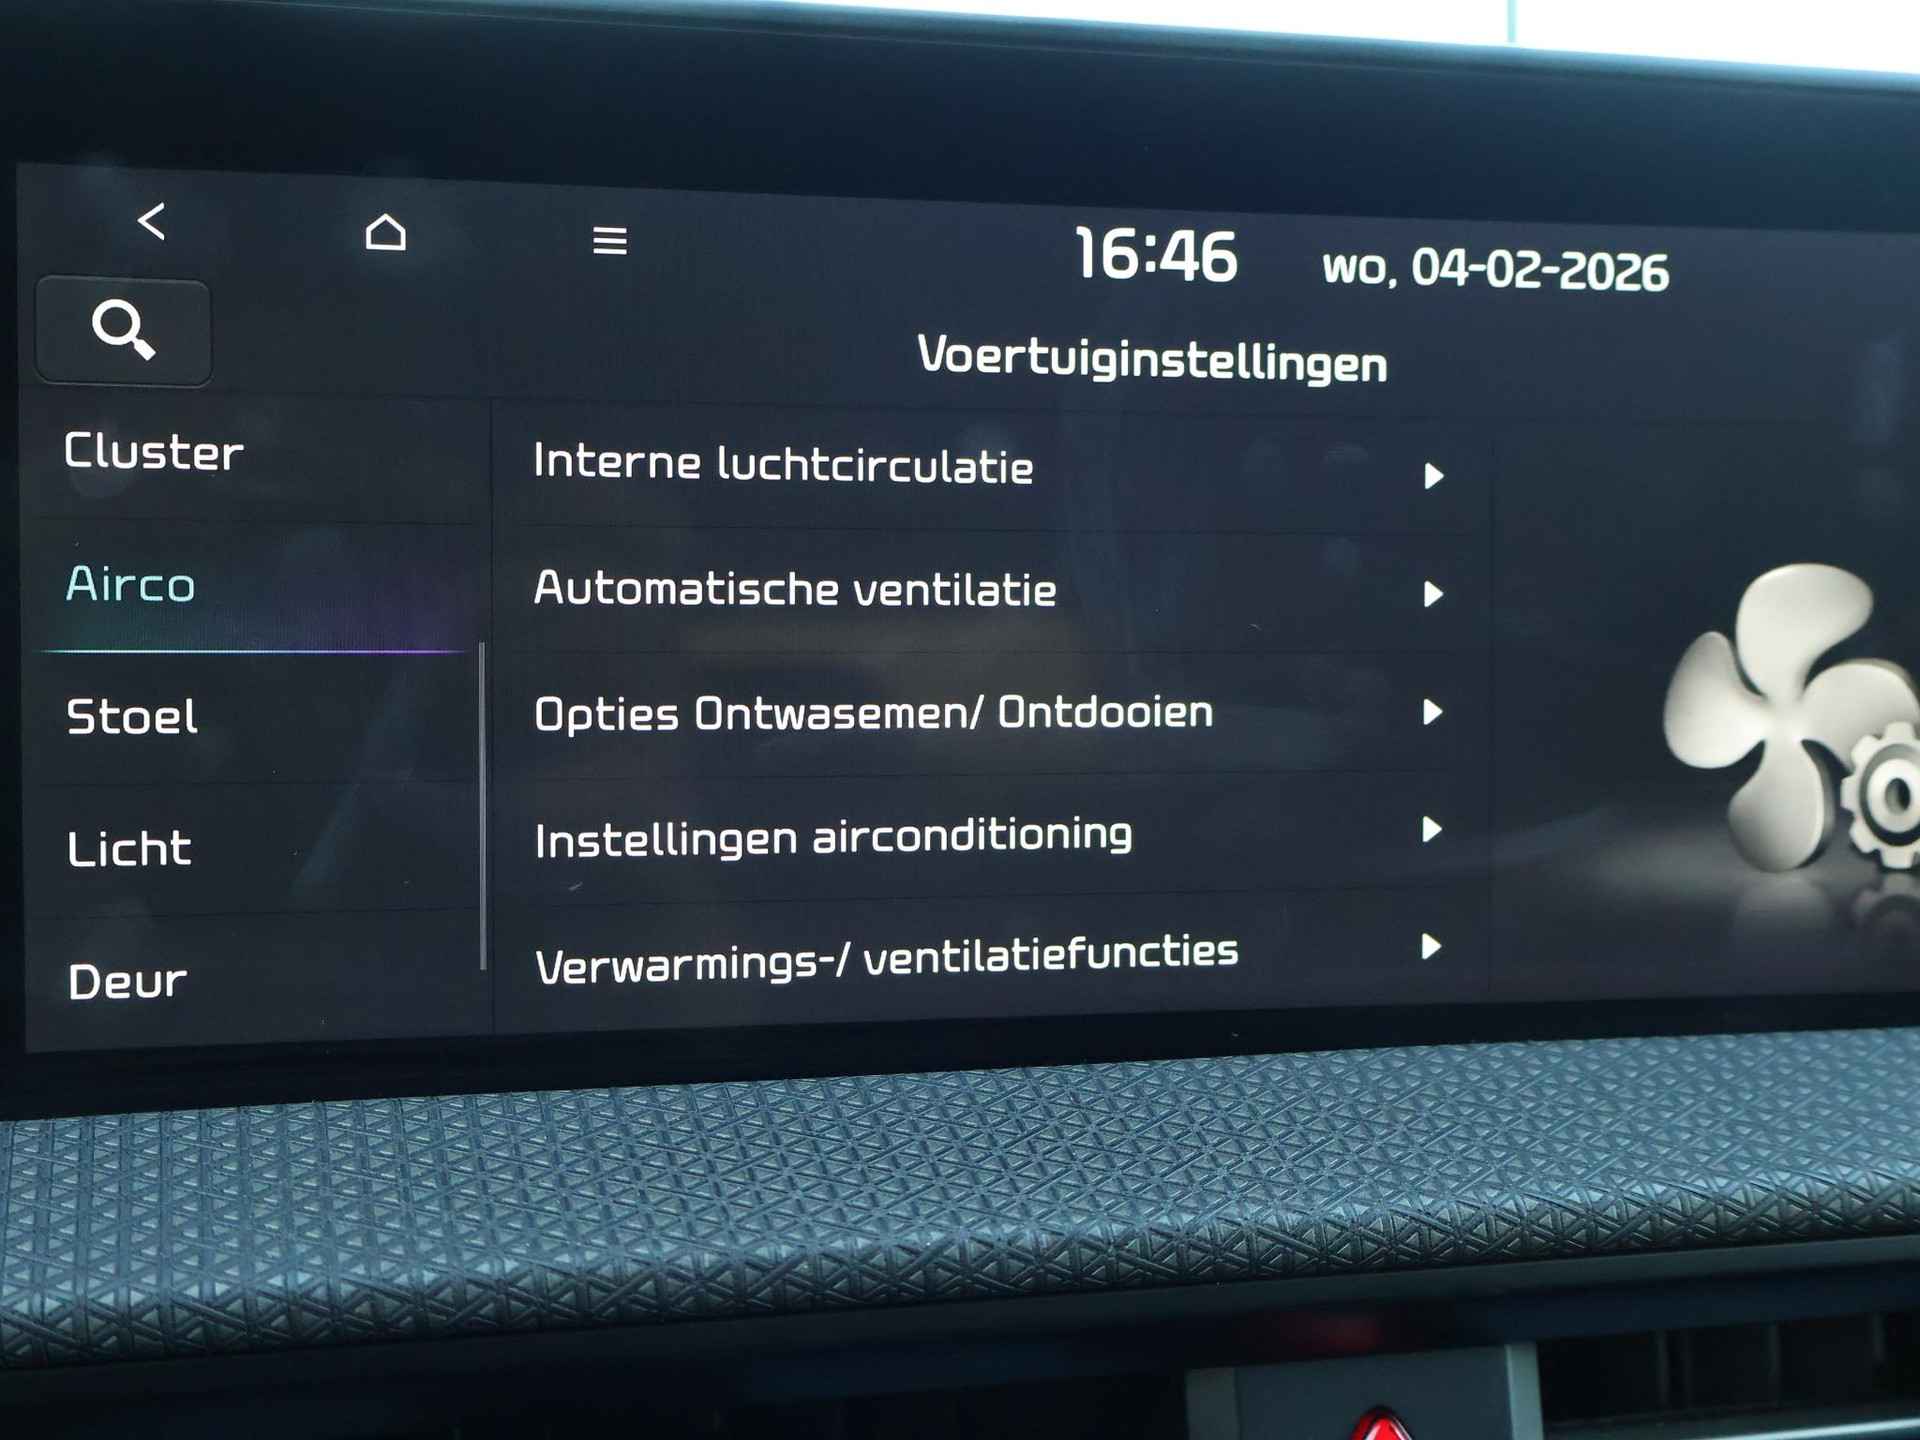 16:46 wo, 04-02-2026
Voertuiginstellingen
Cluster
Airco
Stoel
Licht
Deur
Interne luchtcirculatie
Automatische ventilatie
Opties Ontwasemen/ Ontdooien
Instellingen airconditioning
Verwarmings-/ ventilatiefuncties